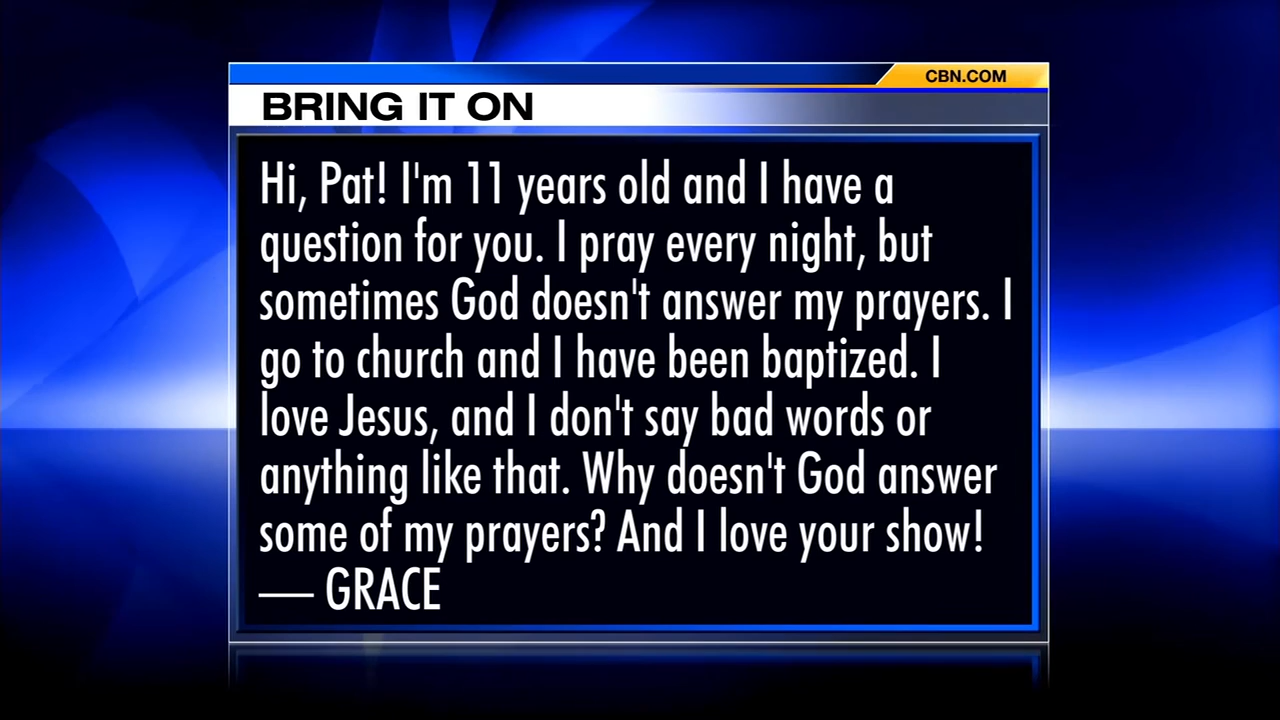 CBN.COM
BRING IT ON
Hi, Pat! I'm 11 years old and I have a
question for you. I pray every night, but
sometimes God doesn't answer my prayers. I
go to church and I have been baptized. I
love Jesus, and I don't say bad words or
anything like that. Why doesn't God answer
some of my prayers? And I love your show!
— GRACE